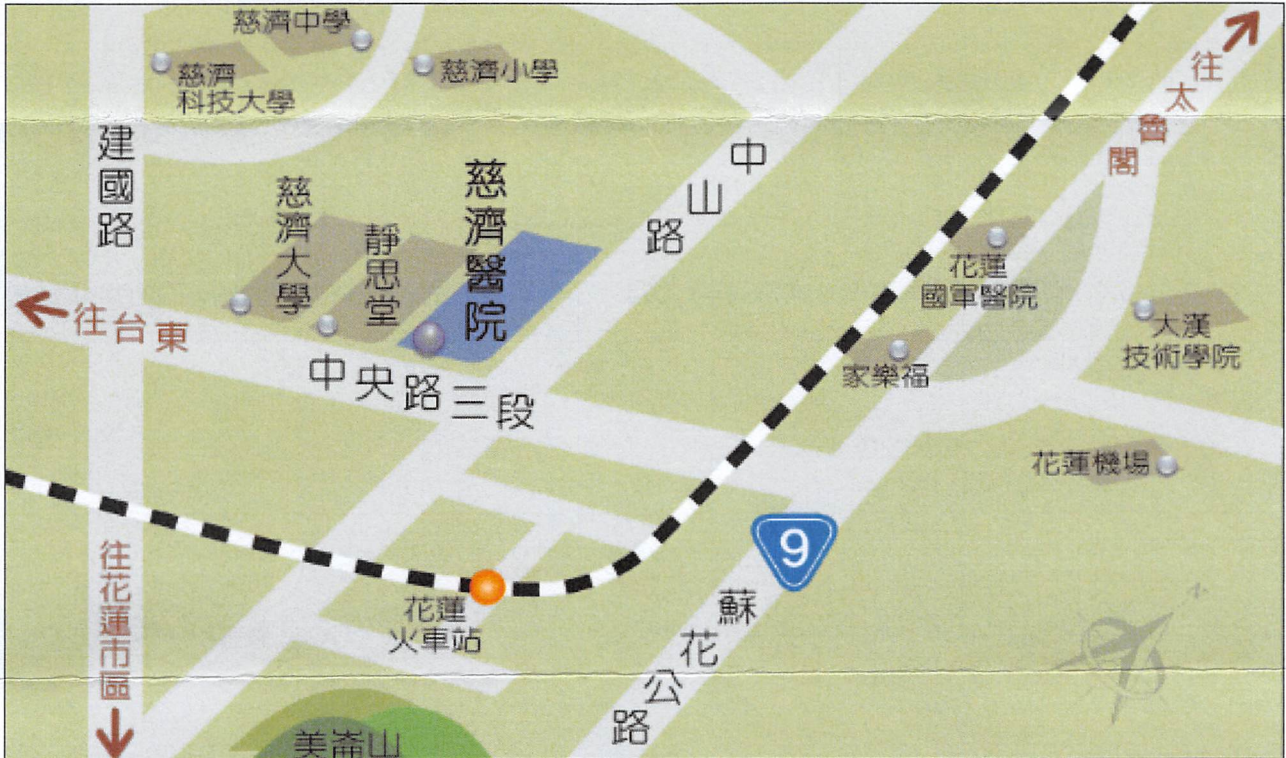 慈濟中學
慈濟
科技大學
慈濟小學
往太魯閣
建國路
中山路
慈濟大學
靜思堂
慈濟醫院
花蓮
國軍醫院
往台東
大漢
技術學院
家樂福
中央路三段
花蓮機場
9
往花蓮市區
花蓮
火車站
蘇花公路
美崙山